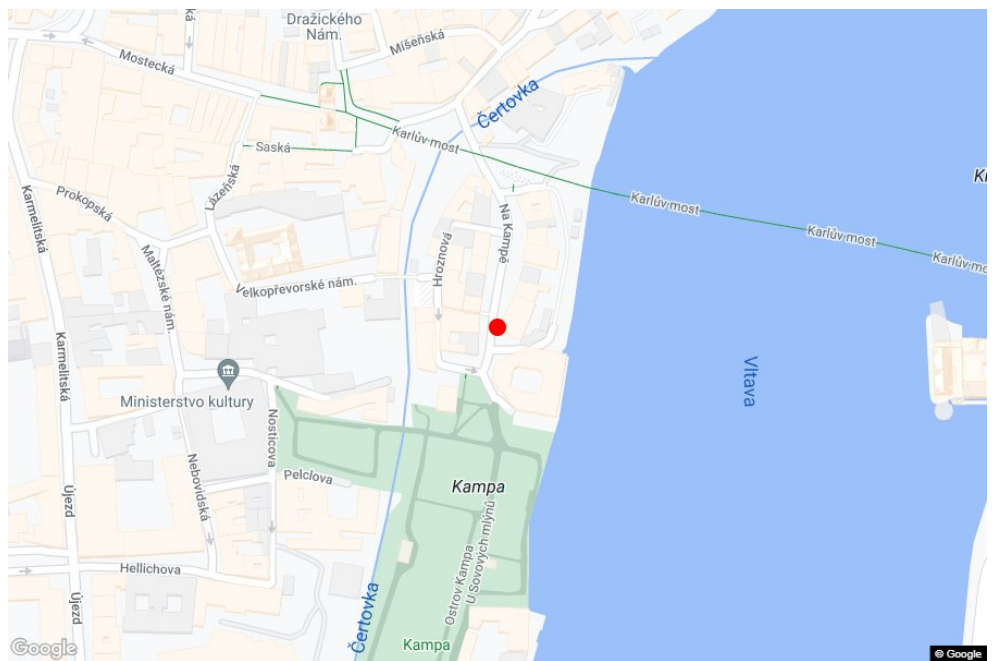 Dražického
Nám.
Míšeňská
Mostecká
Čertovka
Karlův most
Saská
Lázeňská
Prokopská
Karmelitská
Karlův most
Karlův most
Karlův mo
Na Kampě
Hroznová
Maltézské nám.
Velkopřevorské nám.
Karmelitská
Vltava
Ministerstvo kultury
Nosticova
Nebovidská
Pelclova
Kampa
Újezd
Hellichova
Ostrov Kampa
U Sovových mlýnů
Čertovka
Újezd
Kampa
Google
© Google